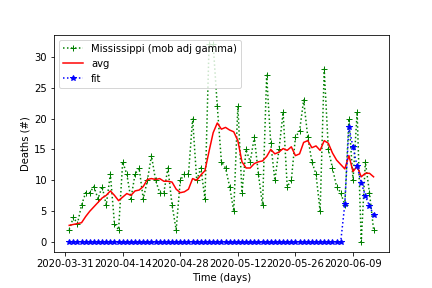 Mississippi (mob adj gamma)
avg
fit
Deaths (#)
30
25
20
15
10
5
0
2020-03-31 2020-04-14 2020-04-28 2020-05-12 2020-05-26 2020-06-09
Time (days)